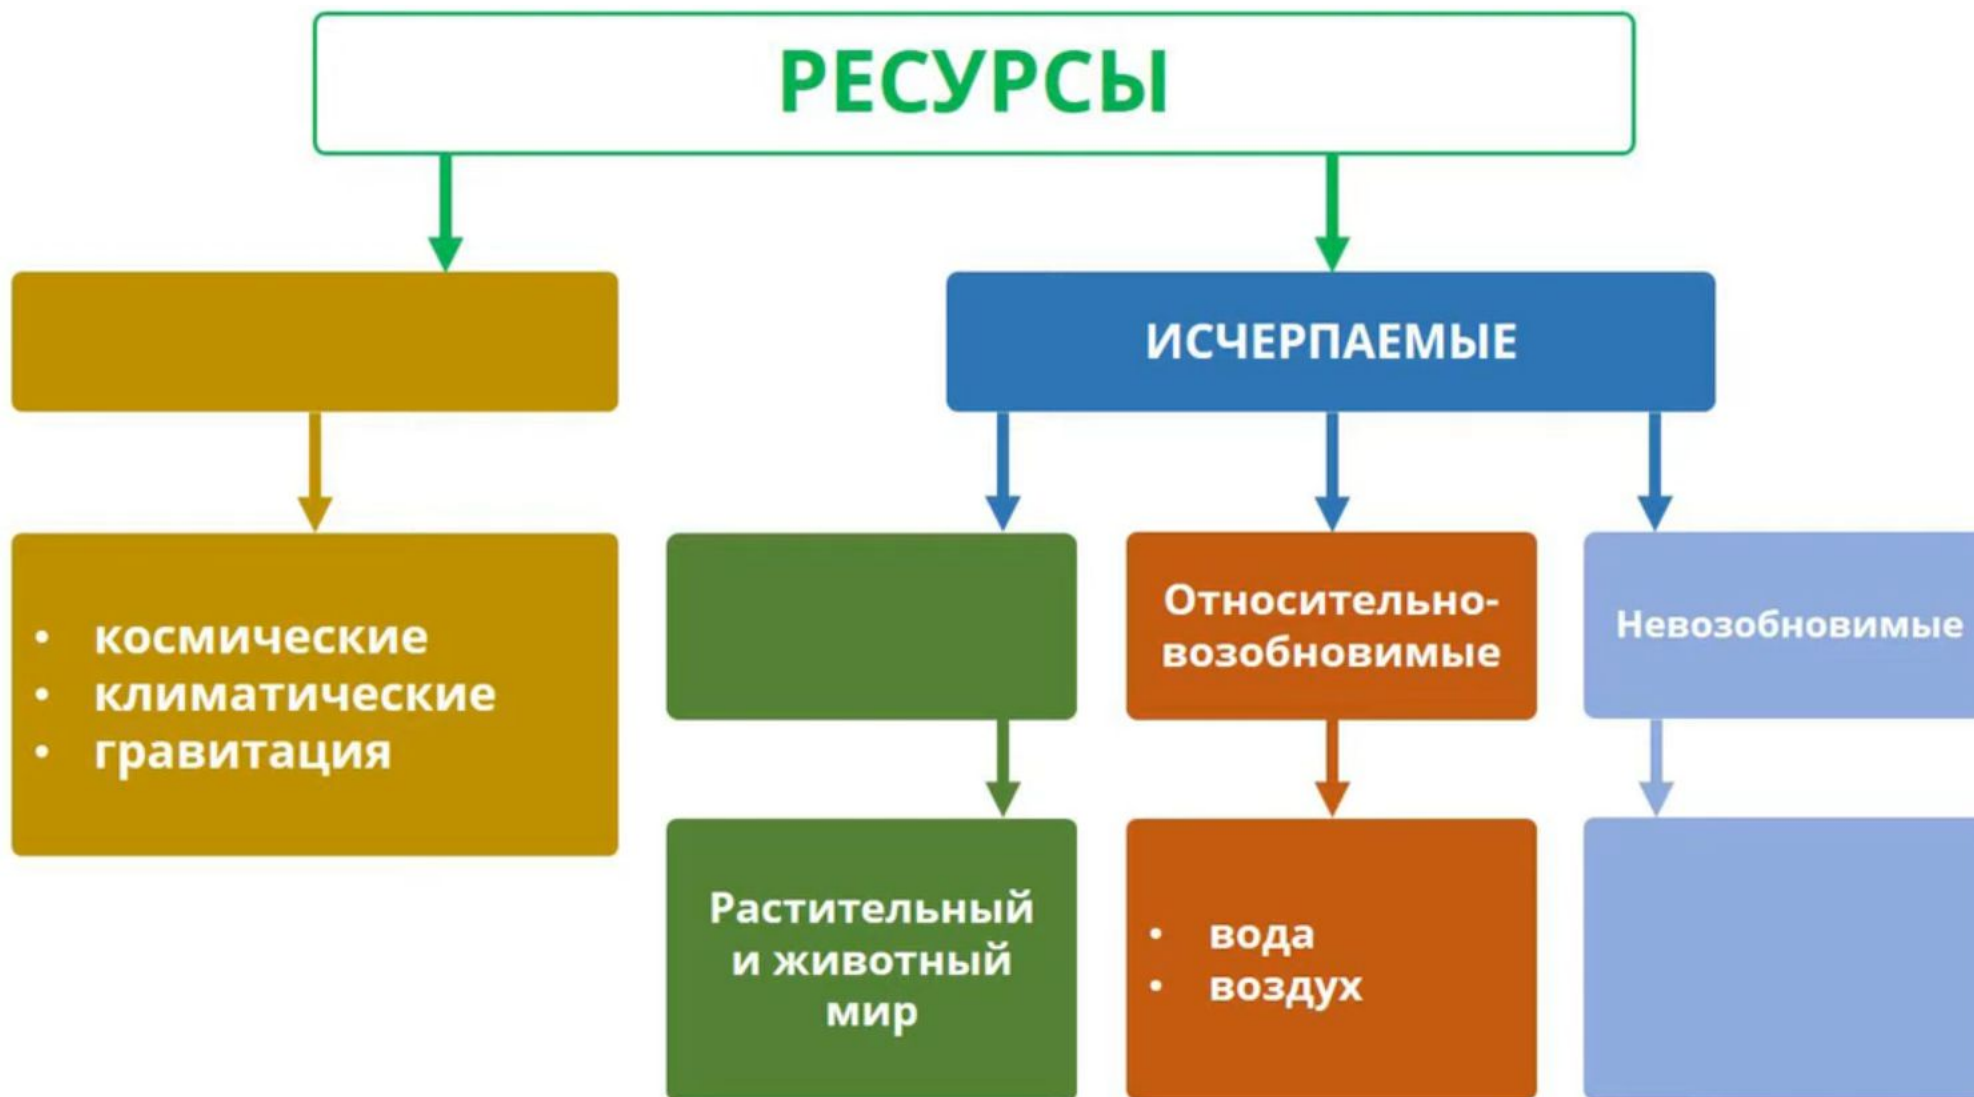 РЕСУРСЫ
ИСЧЕРПАЕМЫЕ
• космические
• климатические
• гравитация
Относительно-
возобновимые
Невозобновимые
Растительный
и животный
мир
• вода
• воздух